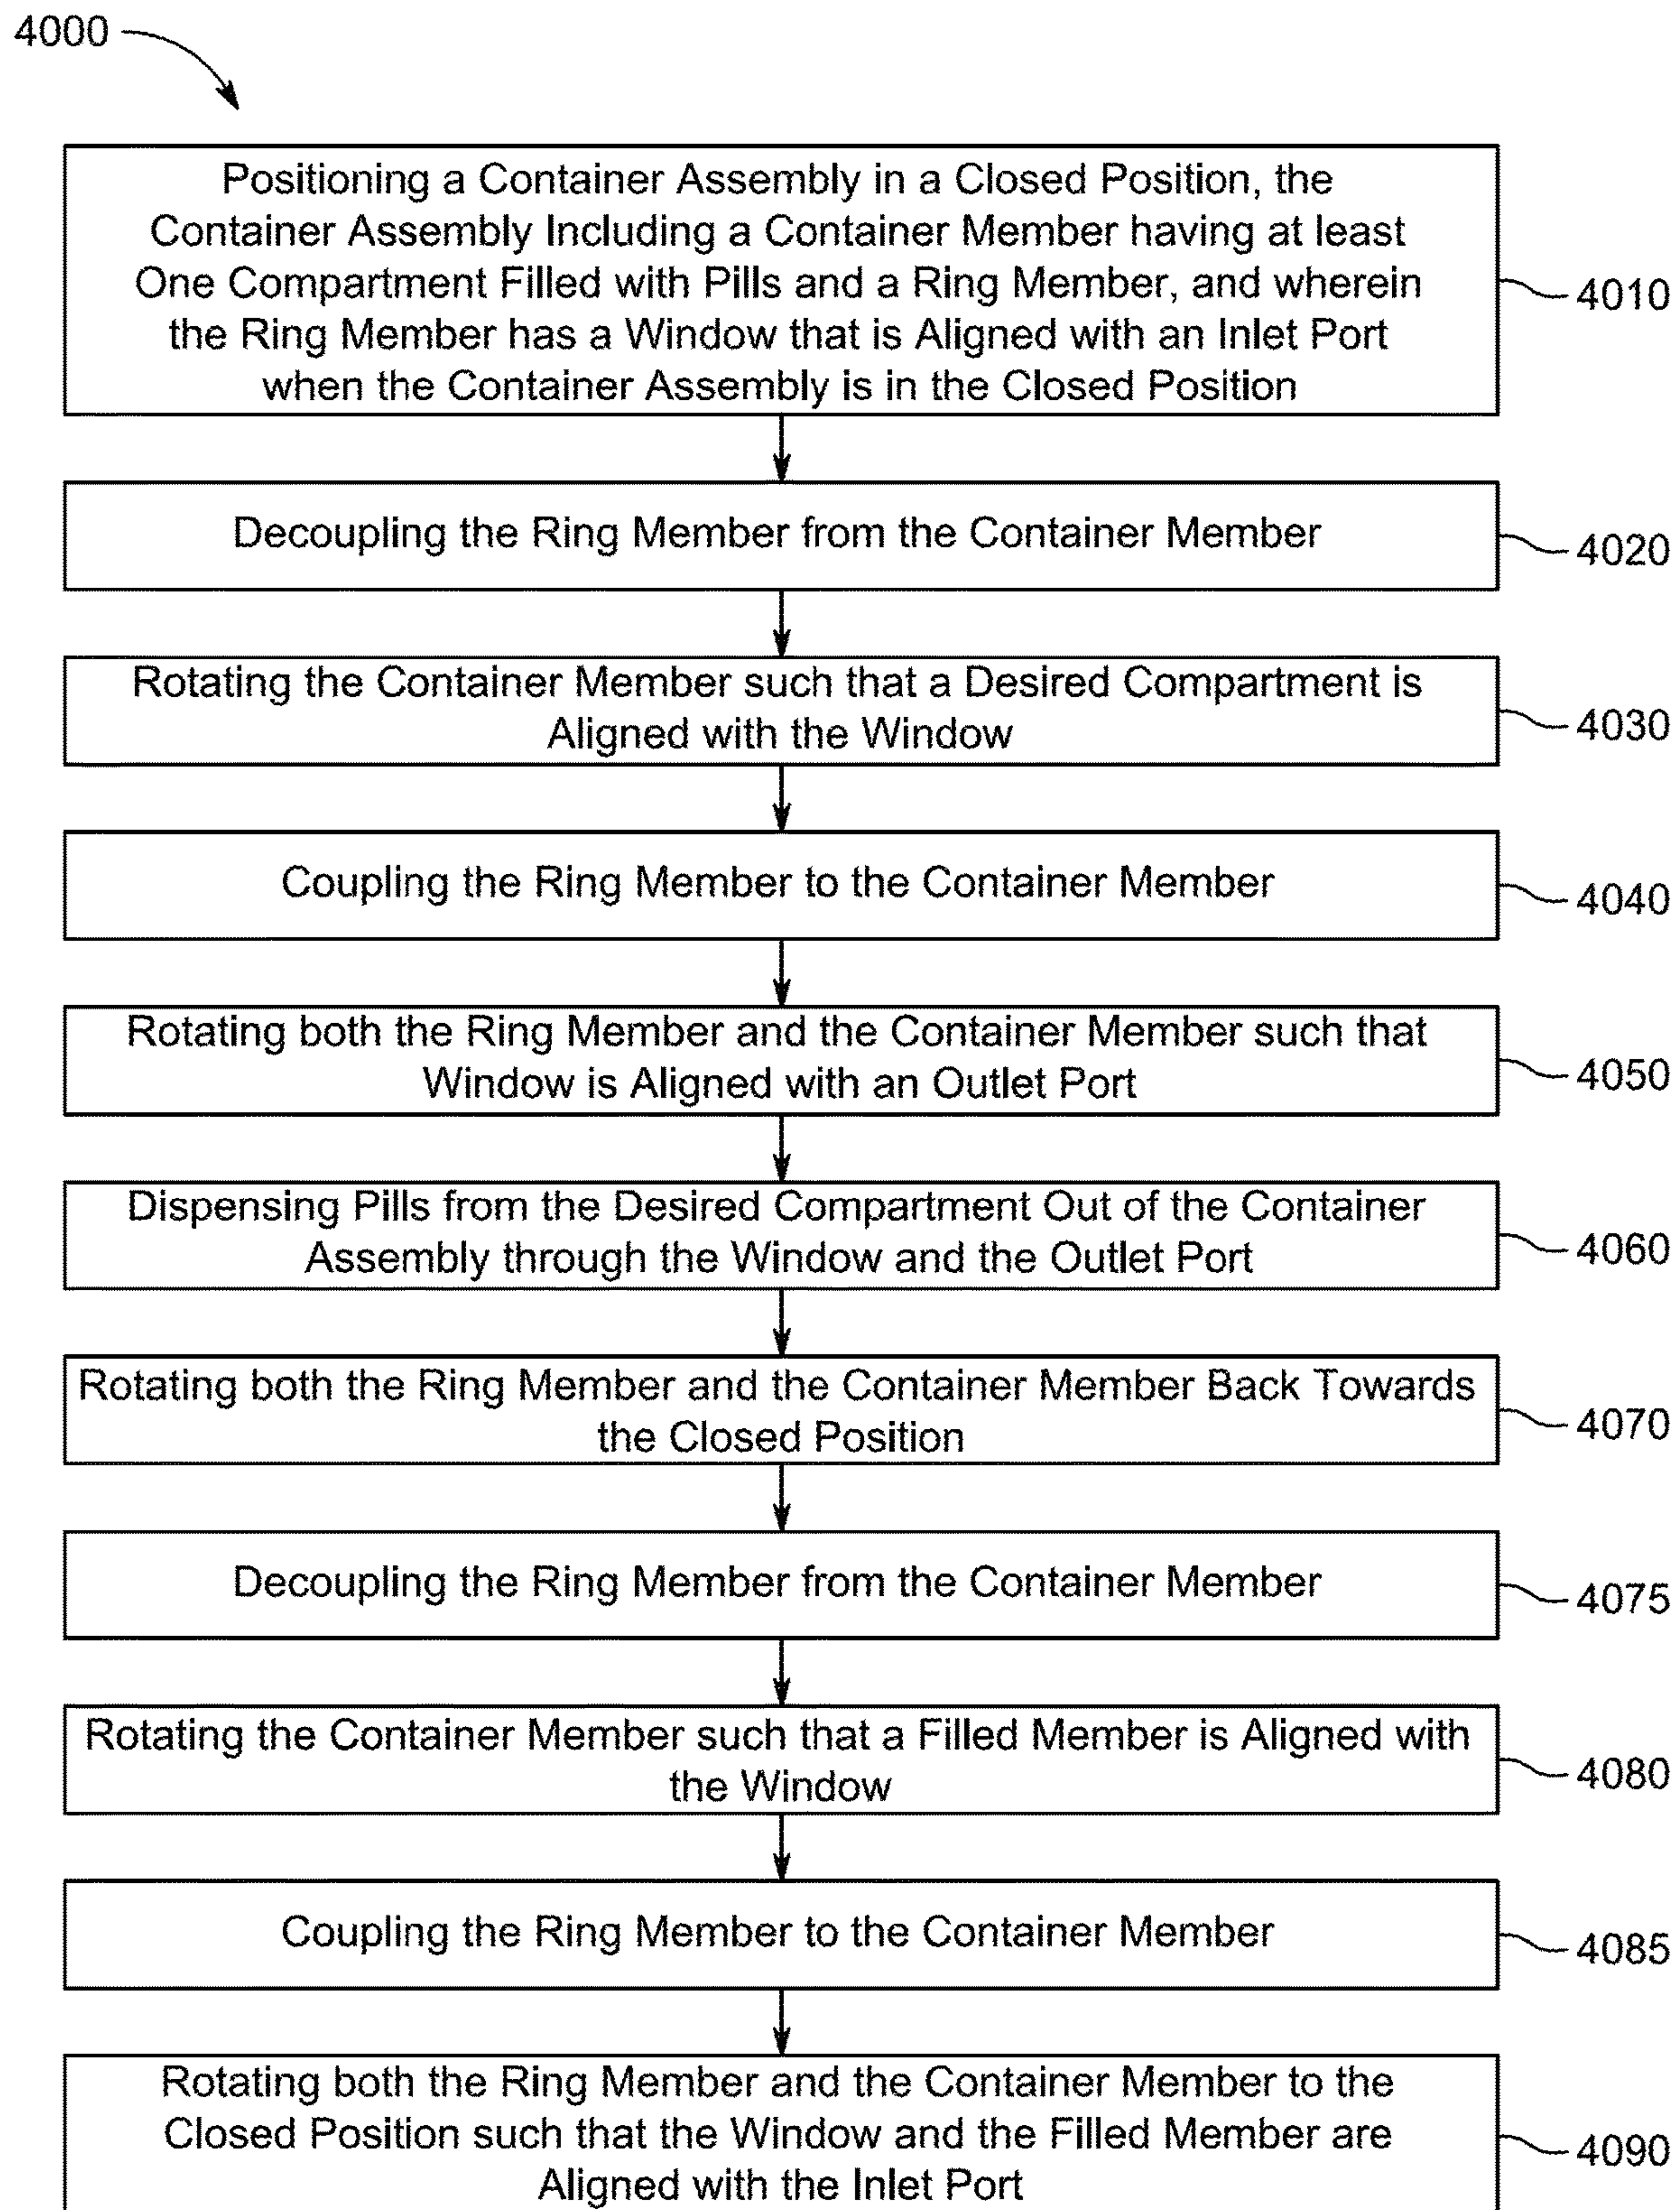 4000
Positioning a Container Assembly in a Closed Position, the
Container Assembly Including a Container Member having at least
One Compartment Filled with Pills and a Ring Member, and wherein
the Ring Member has a Window that is Aligned with an Inlet Port
when the Container Assembly is in the Closed Position
4010
Decoupling the Ring Member from the Container Member
4020
Rotating the Container Member such that a Desired Compartment is
Aligned with the Window
4030
Coupling the Ring Member to the Container Member
4040
Rotating both the Ring Member and the Container Member such that
Window is Aligned with an Outlet Port
4050
Dispensing Pills from the Desired Compartment Out of the Container
Assembly through the Window and the Outlet Port
4060
Rotating both the Ring Member and the Container Member Back Towards
the Closed Position
4070
Decoupling the Ring Member from the Container Member
4075
Rotating the Container Member such that a Filled Member is Aligned with
the Window
4080
Coupling the Ring Member to the Container Member
4085
Rotating both the Ring Member and the Container Member to the
Closed Position such that the Window and the Filled Member are
Aligned with the Inlet Port
4090